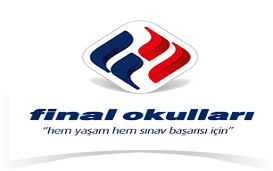 final okulları
"hem yaşam hem sınav başarısı için"